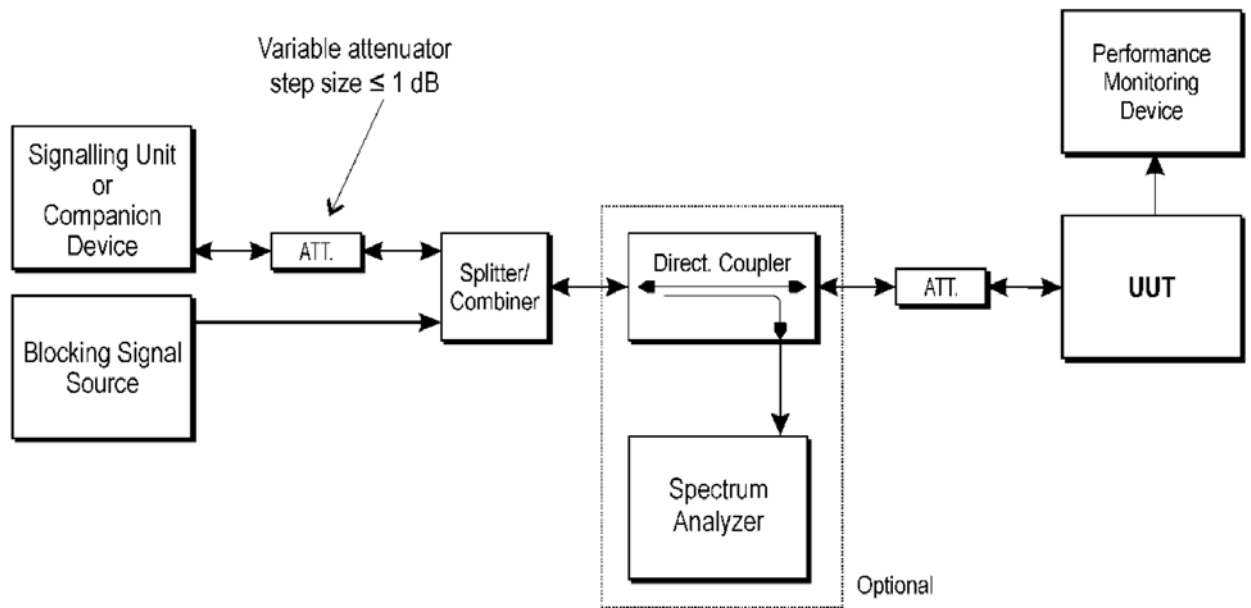 Variable attenuator
step size ≤ 1 dB
Performance
Monitoring
Device
Signalling Unit
or
Companion
Device
ATT.
Splitter/
Combiner
Direct. Coupler
ATT.
UUT
Blocking Signal
Source
Spectrum
Analyzer
Optional